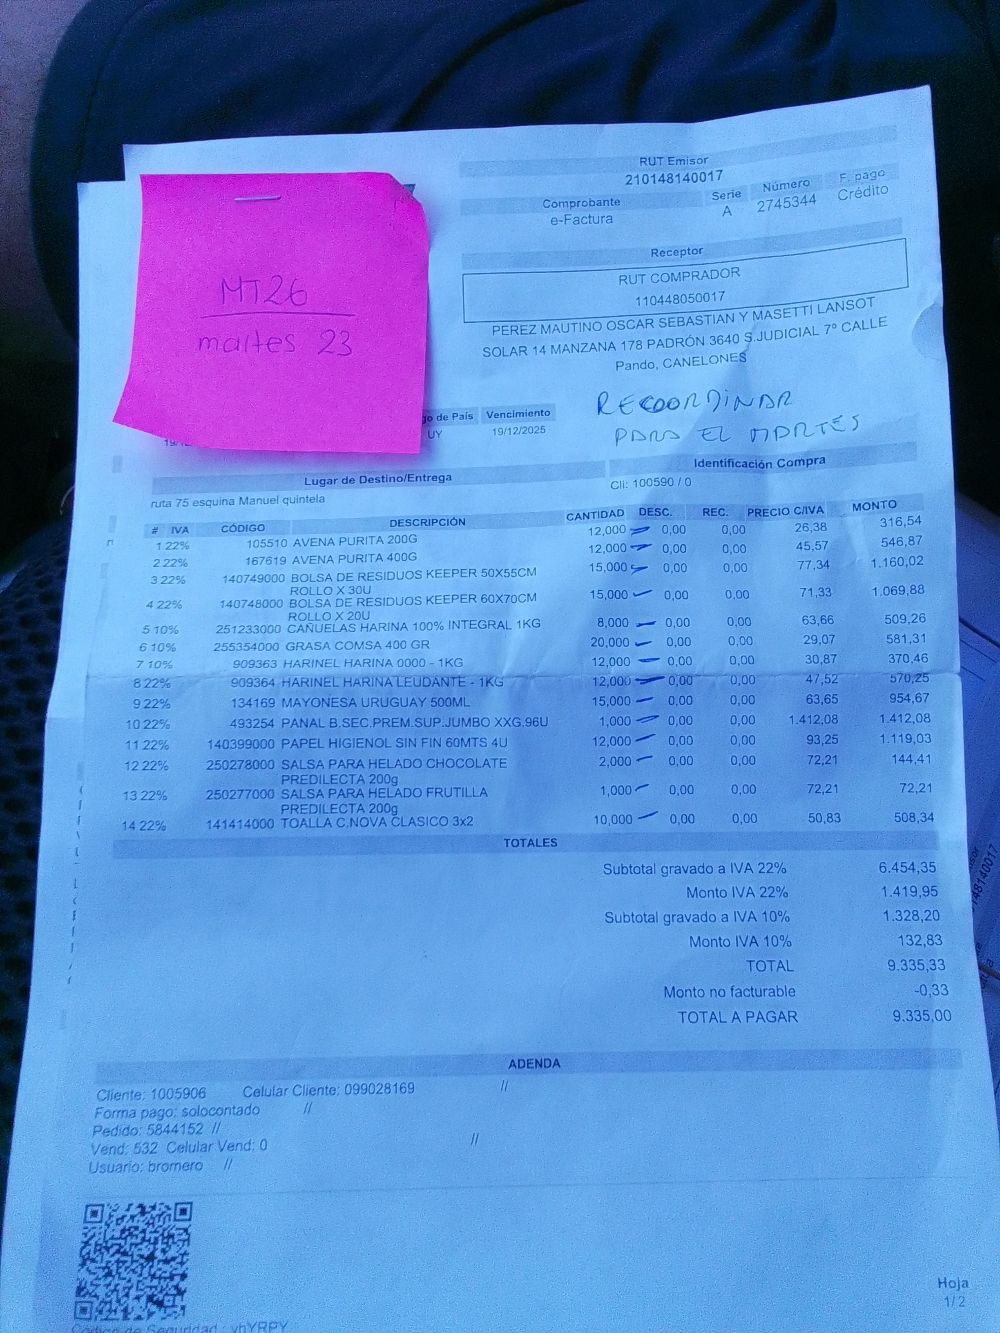 RUT Emisor
210148140017
Comprobante Serie Número F. pago
e-Factura A 2745344 Crédito
Receptor
RUT COMPRADOR
110448050017
PEREZ MAUTINO OSCAR SEBASTIAN Y MASETTI LANSOT
SOLAR 14 MANZANA 178 PADRÓN 3640 S.JUDICIAL 7º CALLE
Pando, CANELONES
MT26
martes 23
go de País Vencimiento
UY 19/12/2025
RECOORDINAR
PARA EL MARTES
Lugar de Destino/Entrega Identificación Compra
ruta 75 esquina Manuel quintela Cli: 100590 / 0
# IVA CÓDIGO DESCRIPCIÓN CANTIDAD DESC. REC. PRECIO C/IVA MONTO
1 22% 105510 AVENA PURITA 200G 12,000 0,00 0,00 26,38 316,54
2 22% 167619 AVENA PURITA 400G 12,000 0,00 0,00 45,57 546,87
3 22% 140749000 BOLSA DE RESIDUOS KEEPER 50X55CM 15,000 0,00 0,00 77,34 1.160,02
ROLLO X 30U
4 22% 140748000 BOLSA DE RESIDUOS KEEPER 60X70CM 15,000 0,00 0,00 71,33 1.069,88
ROLLO X 20U
5 10% 251233000 CAÑUELAS HARINA 100% INTEGRAL 1KG 8,000 0,00 0,00 63,66 509,26
6 10% 255354000 GRASA COMSA 400 GR 20,000 0,00 0,00 29,07 581,31
7 10% 909363 HARINEL HARINA 0000 - 1KG 12,000 0,00 0,00 30,87 370,46
8 22% 909364 HARINEL HARINA LEUDANTE - 1KG 12,000 0,00 0,00 47,52 570,25
9 22% 134169 MAYONESA URUGUAY 500ML 15,000 0,00 0,00 63,65 954,67
10 22% 493254 PANAL B.SEC.PREM.SUP.JUMBO XXG.96U 1,000 0,00 0,00 1.412,08 1.412,08
11 22% 140399000 PAPEL HIGIENOL SIN FIN 60MTS 4U 12,000 0,00 0,00 93,25 1.119,03
12 22% 250278000 SALSA PARA HELADO CHOCOLATE 2,000 0,00 0,00 72,21 144,41
PREDILECTA 200g
13 22% 250277000 SALSA PARA HELADO FRUTILLA 1,000 0,00 0,00 72,21 72,21
PREDILECTA 200g
14 22% 141414000 TOALLA C.NOVA CLASICO 3x2 10,000 0,00 0,00 50,83 508,34
TOTALES
Subtotal gravado a IVA 22% 6.454,35
Monto IVA 22% 1.419,95
Subtotal gravado a IVA 10% 1.328,20
Monto IVA 10% 132,83
TOTAL 9.335,33
Monto no facturable -0,33
TOTAL A PAGAR 9.335,00
ADENDA
Cliente: 1005906 Celular Cliente: 099028169 //
Forma pago: solocontado //
Pedido: 5844152 //
Vend: 532 Celular Vend: 0 //
Usuario: bromero //
Hoja
1/2
Código de Seguridad : vhYRPY